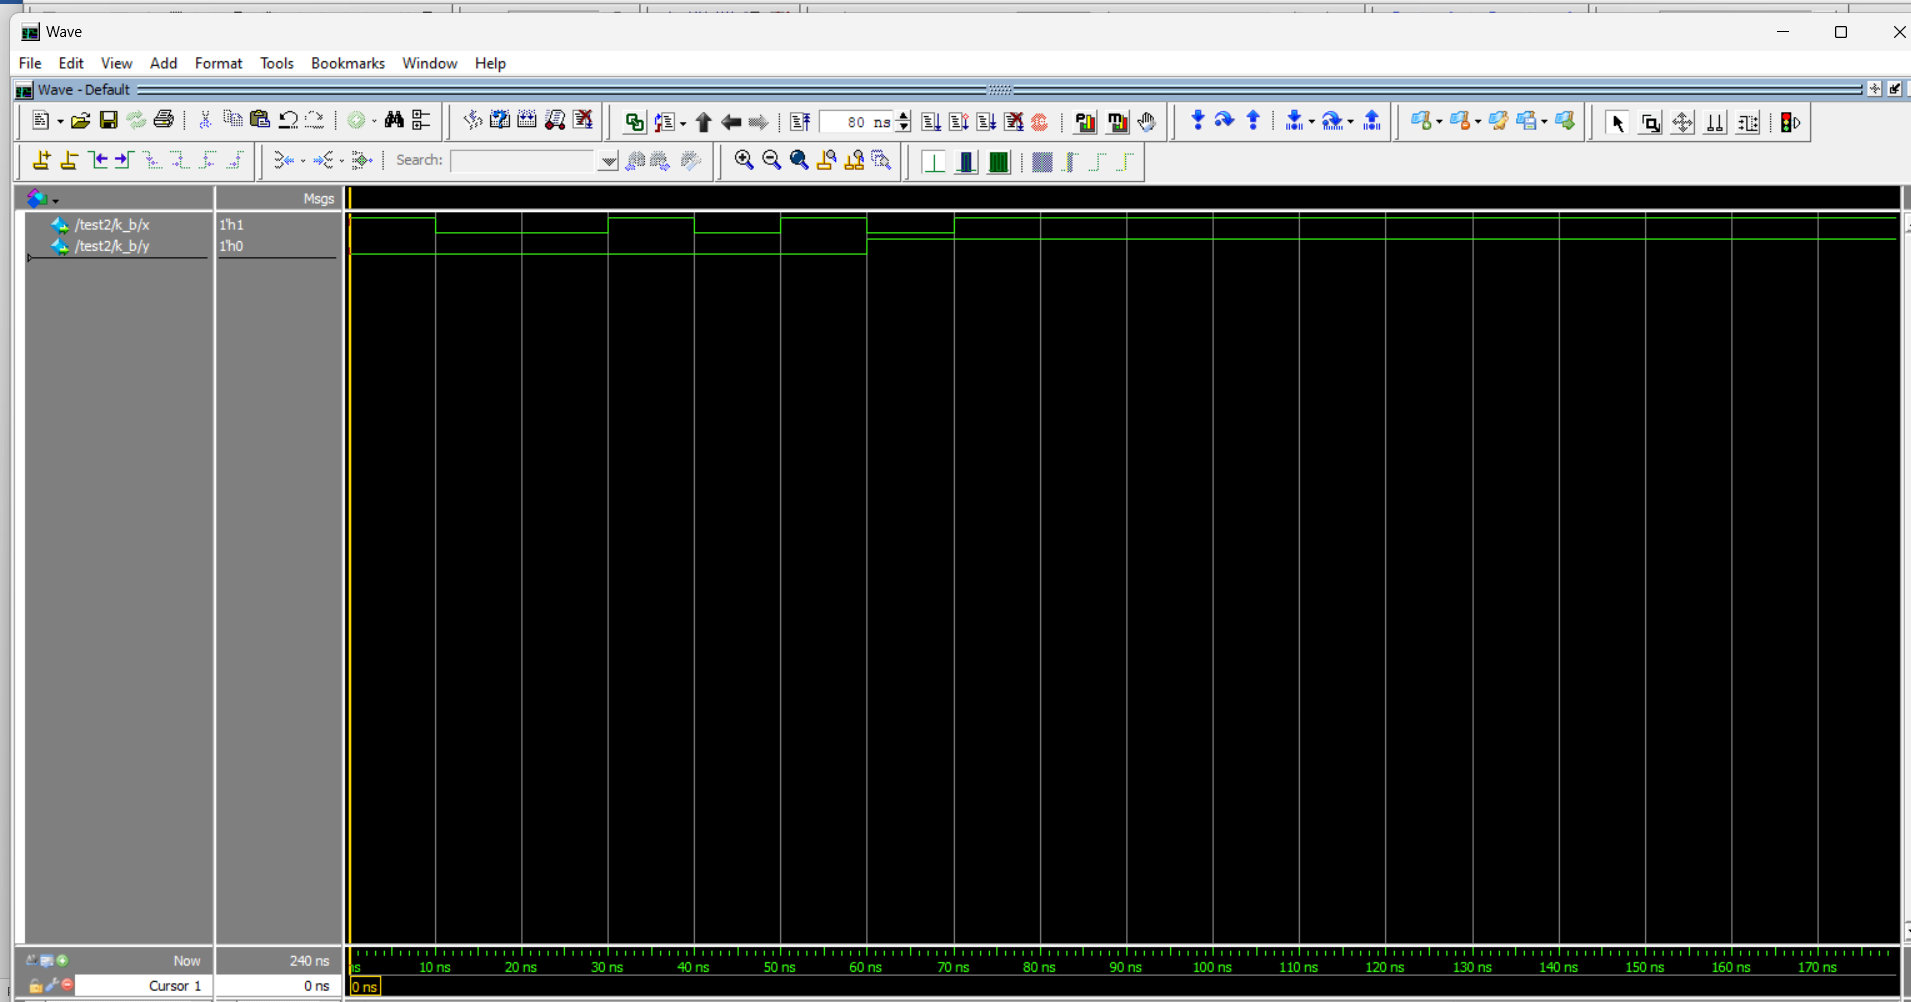 Wave
File Edit View Add Format Tools Bookmarks Window Help
Wave - Default
80 ns
Search:
Msgs
/test2/k_b/x 1'h1
/test2/k_b/y 1'h0
Now 240 ns
ns 10 ns 20 ns 30 ns 40 ns 50 ns 60 ns 70 ns 80 ns 90 ns 100 ns 110 ns 120 ns 130 ns 140 ns 150 ns 160 ns 170 ns
Cursor 1 0 ns 0 ns